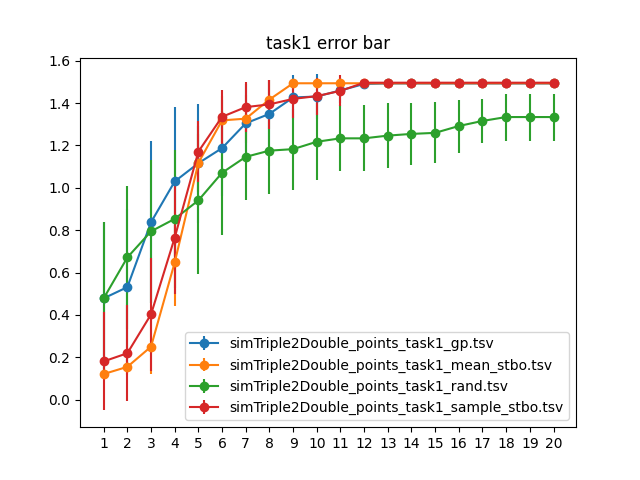 task1 error bar
1.6
1.4
1.2
1.0
0.8
0.6
0.4
0.2
0.0
simTriple2Double_points_task1_gp.tsv
simTriple2Double_points_task1_mean_stbo.tsv
simTriple2Double_points_task1_rand.tsv
simTriple2Double_points_task1_sample_stbo.tsv
1 2 3 4 5 6 7 8 9 10 11 12 13 14 15 16 17 18 19 20